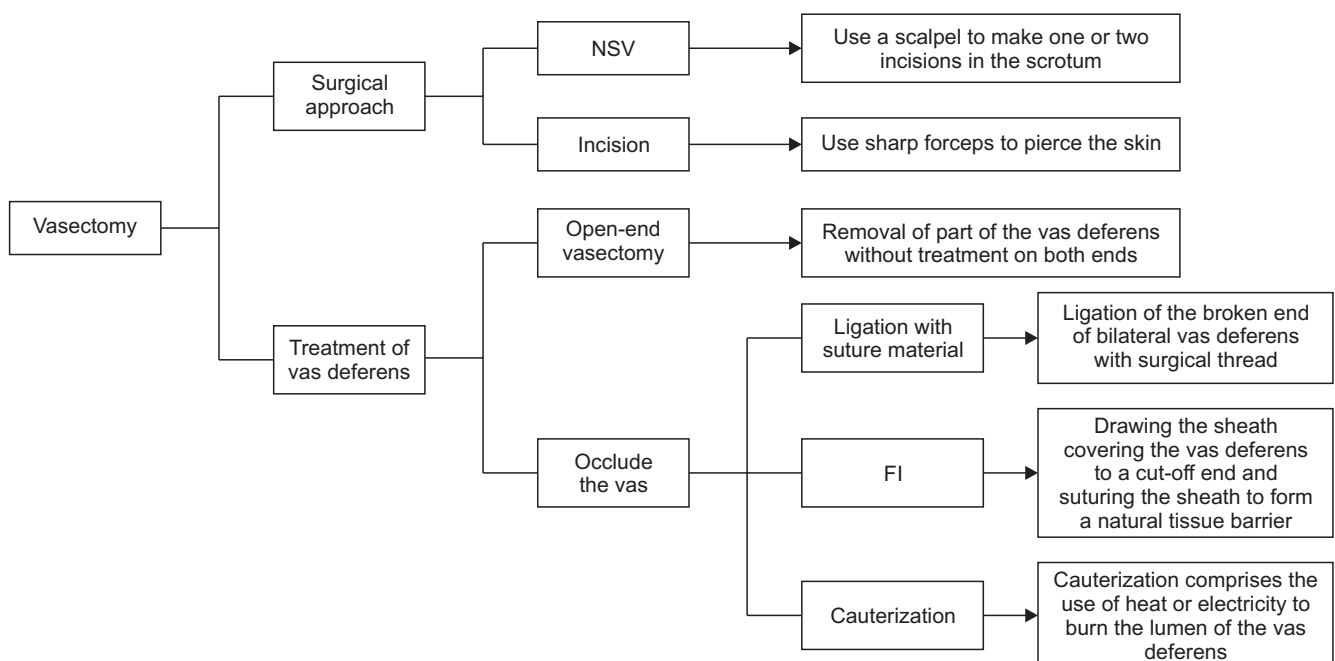 Vasectomy
Surgical
approach
NSV
Use a scalpel to make one or two
incisions in the scrotum
Incision
Use sharp forceps to pierce the skin
Treatment of
vas deferens
Open-end
vasectomy
Removal of part of the vas deferens
without treatment on both ends
Occlude
the vas
Ligation with
suture material
Ligation of the broken end
of bilateral vas deferens
with surgical thread
FI
Drawing the sheath
covering the vas deferens
to a cut-off end and
suturing the sheath to form
a natural tissue barrier
Cauterization
Cauterization comprises the
use of heat or electricity to
burn the lumen of the vas
deferens